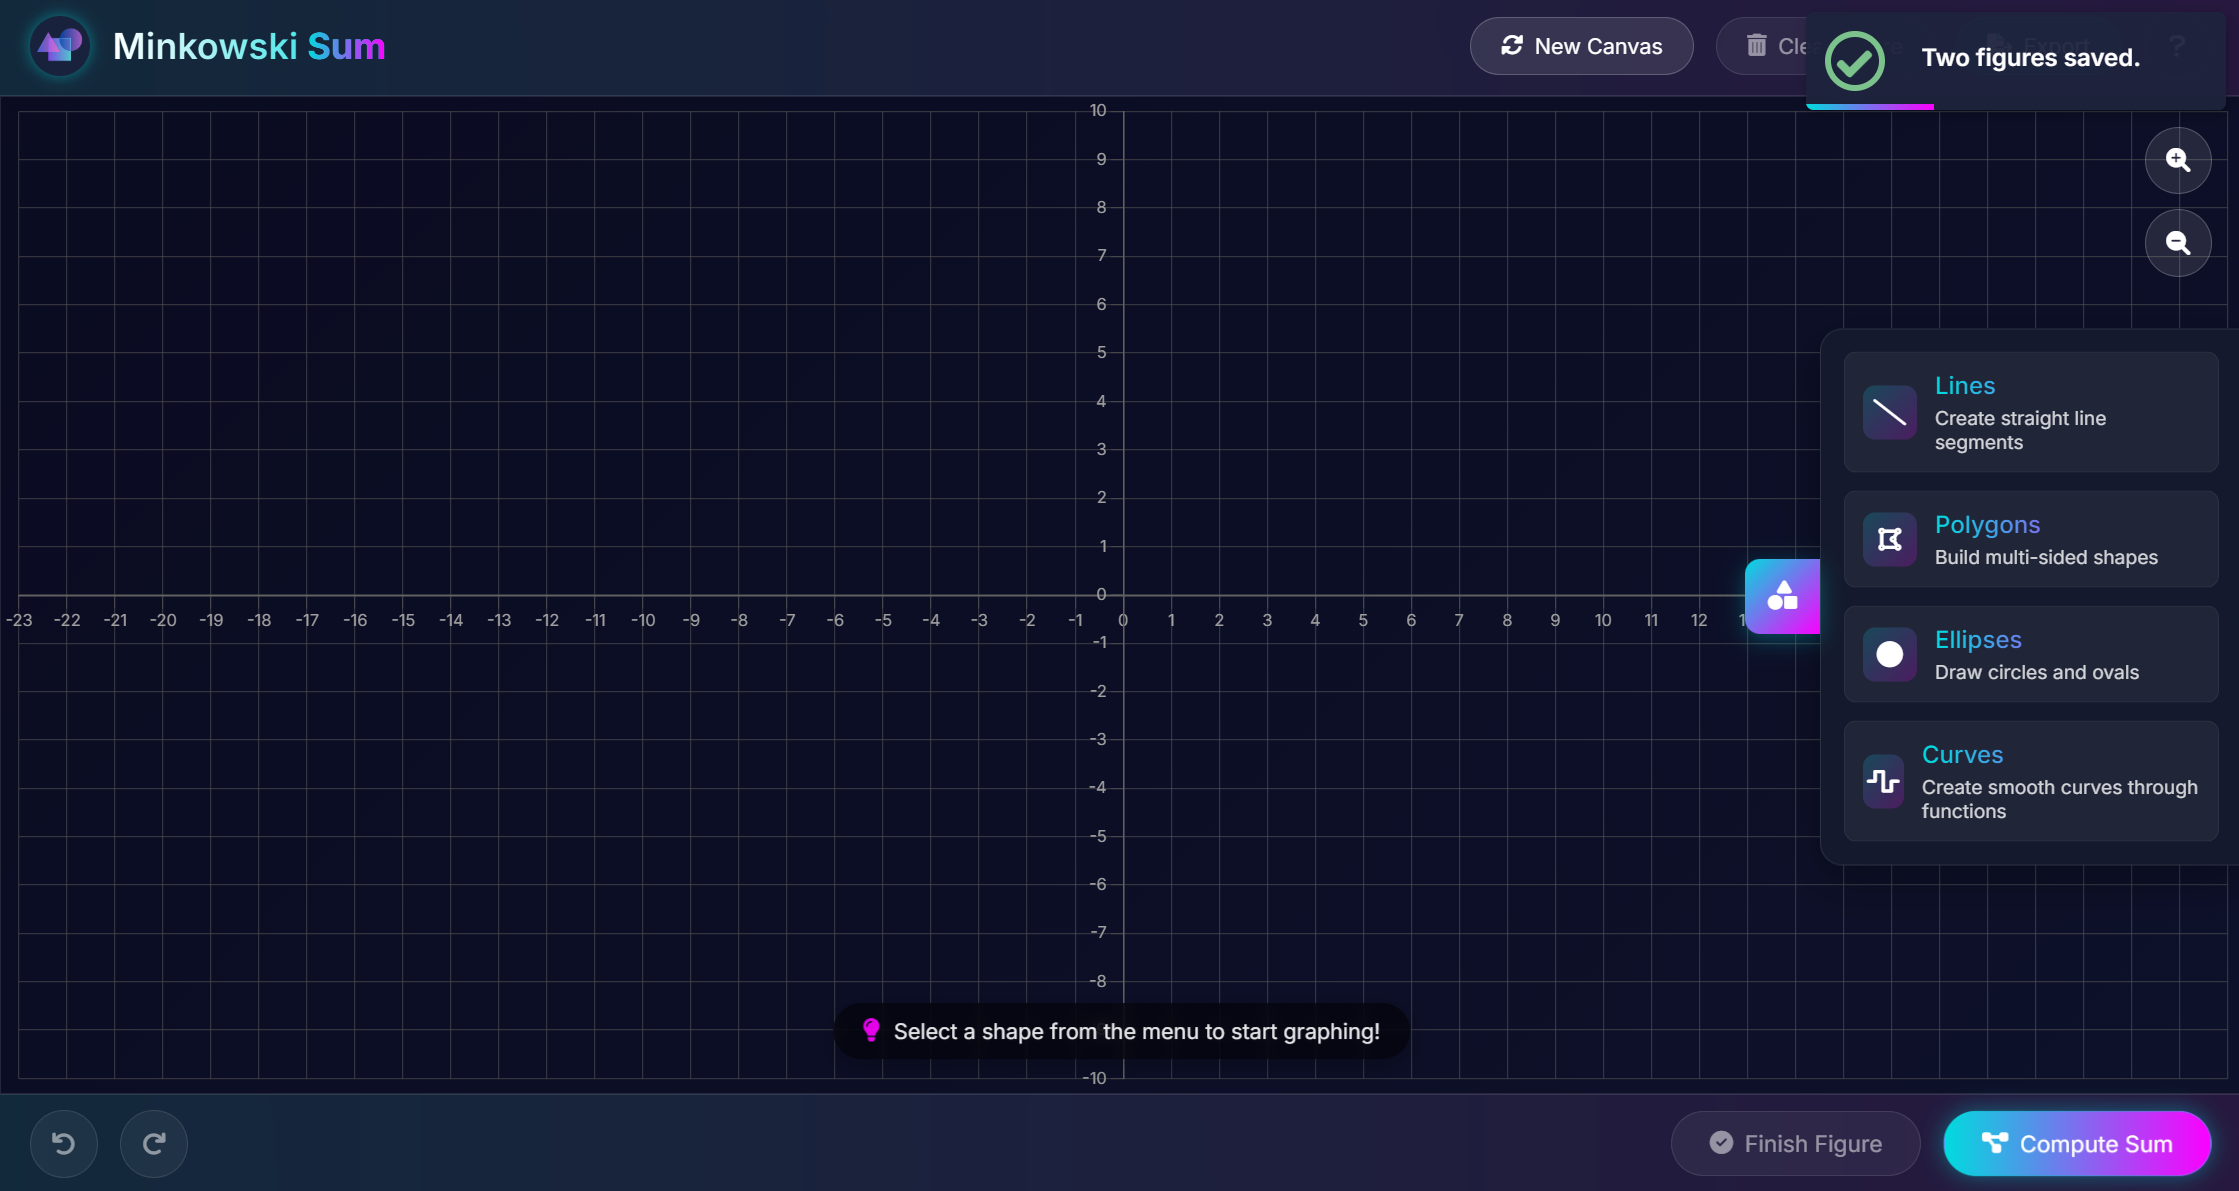 Minkowski Sum
New Canvas
Two figures saved.
10
9
8
7
6
5
4
3
2
1
0
-23 -22 -21 -20 -19 -18 -17 -16 -15 -14 -13 -12 -11 -10 -9 -8 -7 -6 -5 -4 -3 -2 -1 0 1 2 3 4 5 6 7 8 9 10 11 12
-1
-2
-3
-4
-5
-6
-7
-8
-10
Lines
Create straight line
segments
Polygons
Build multi-sided shapes
Ellipses
Draw circles and ovals
Curves
Create smooth curves through
functions
Select a shape from the menu to start graphing!
Finish Figure
Compute Sum